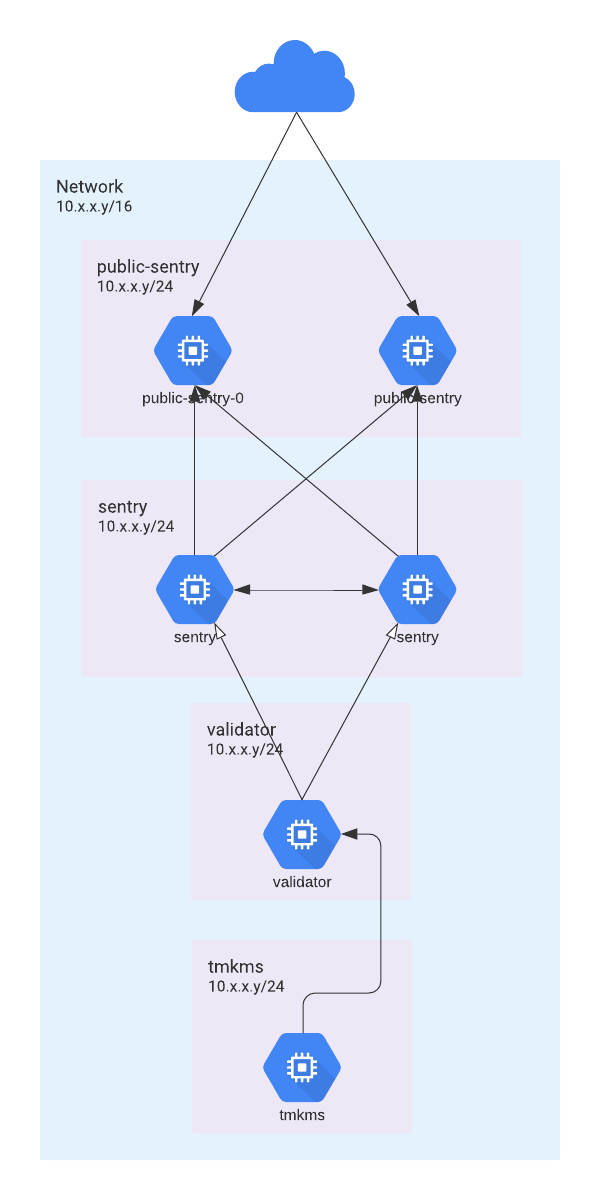 Network
10.x.x.y/16
public-sentry
10.x.x.y/24
public-sentry-0
public-sentry
sentry
10.x.x.y/24
sentry
sentry
validator
10.x.x.y/24
validator
tmkms
10.x.x.y/24
tmkms